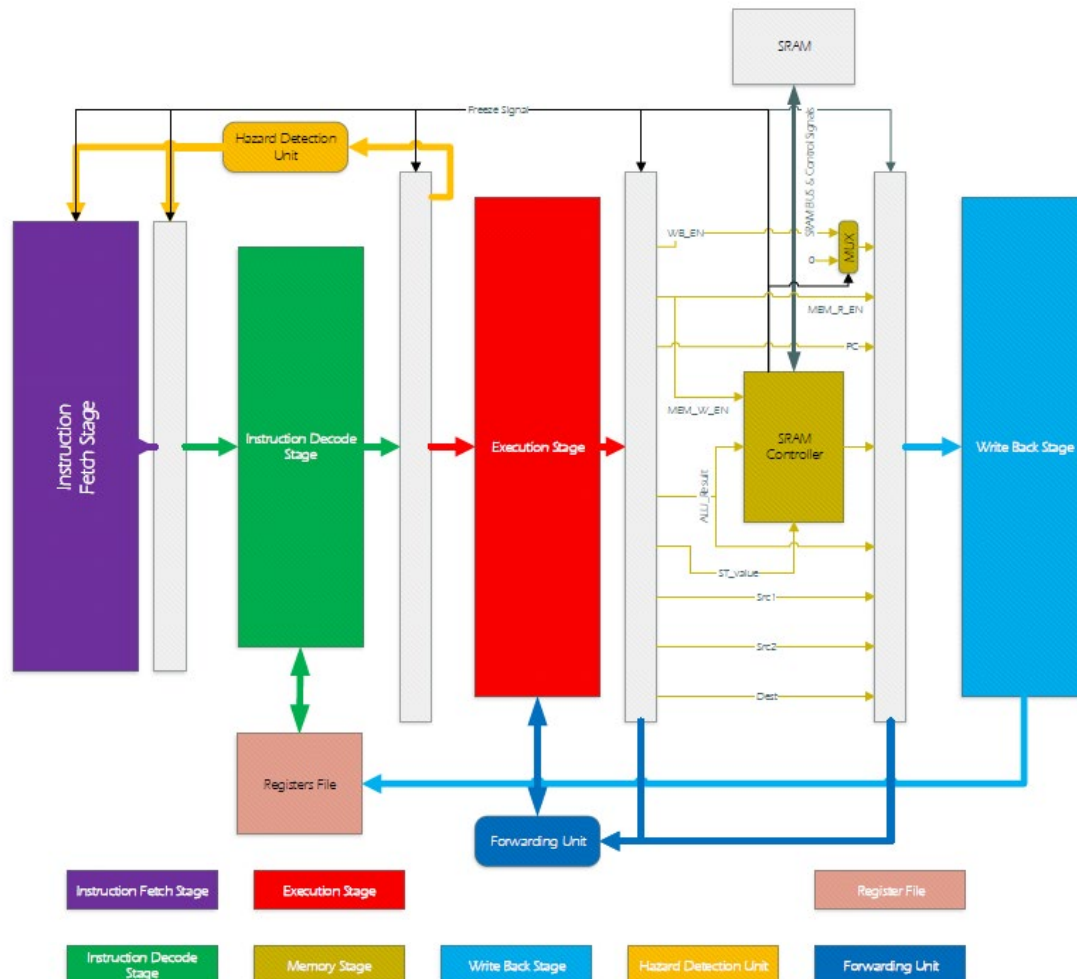 SRAM
Freeze Signal
Hazard Detection
Unit
SRAM BUS & Control Signals
WB_EN
MUX
0
MEM_R_EN
PC
MEM_W_EN
Instruction
Fetch Stage
Instruction Decode
Stage
Execution Stage
SRAM
Controller
Write Back Stage
ALU_Result
ST_value
Src1
Src2
Dest
Registers File
Forwarding Unit
Instruction Fetch Stage
Execution Stage
Register File
Instruction Decode
Stage
Memory Stage
Write Back Stage
Hazard Detection Unit
Forwarding Unit